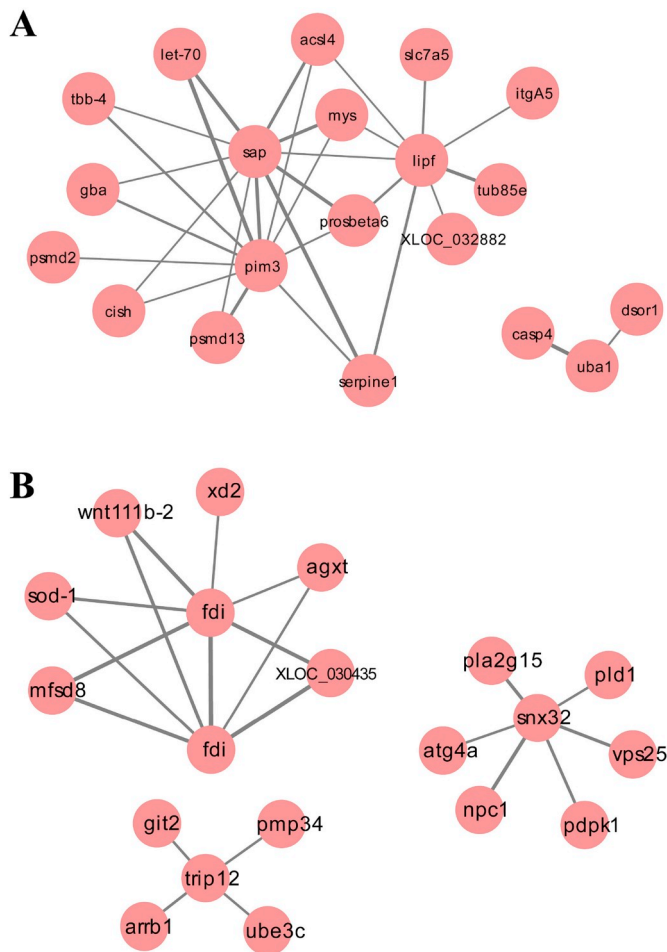 A
let-70
acsl4
slc7a5
tbb-4
itgA5
mys
sap
lipf
gba
tub85e
prosbeta6
XLOC_032882
psmd2
pim3
cish
psmd13
dsor1
casp4
uba1
serpine1
B
xd2
wnt111b-2
agxt
sod-1
fdi
XLOC_030435
mfsd8
fdi
pla2g15
pld1
snx32
atg4a
vps25
npc1
pdpk1
git2
pmp34
trip12
arrb1
ube3c